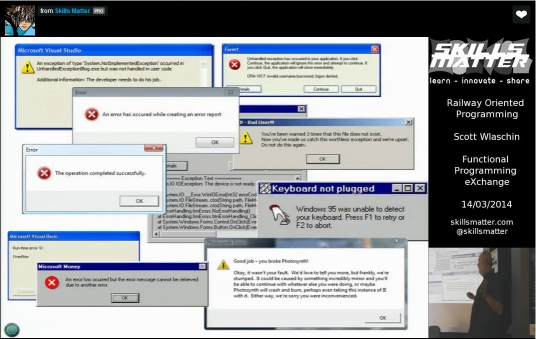 from Skills Matter PRO
Microsoft Visual Studio
An exception of type 'System.NotImplementedException' occurred in
UnhandledExceptionBlog.exe but was not handled in user code
Additional information: The developer needs to do his job.
Unhandled exception has occurred in your application. If you click
Continue, the application will ignore this error and attempt to continue. If
you click Quit, the application will close immediately.
ORA-1017: invalid username/password; logon denied
Continue
Quit
Error
An error has occured while creating an error report
OK
Bad User
You've been warned 3 times that this file does not exist.
Now you've made us catch this worthless exception and we're upset.
Do not do this again.
OK
Error
The operation completed successfully.
OK
Exception Text
The device is not ready.
Keyboard not plugged
Windows 95 was unable to
detect your keyboard. Press F1 to retry or
F2 to abort.
Microsoft Visual Basic
Microsoft Money
An error has occurred but the error message cannot be retrieved
due to another error.
OK
Good job – you broke Photosynth!
Okay, it wasn't your fault. We'd love to tell you more, but frankly, we're
stumped. It could be caused by something incredibly minor and you'll
be able to continue with whatever else you were doing, or maybe
Photosynth will crash and burn, perhaps even taking this instance of IE
with it. Either way, we're sorry you were inconvenienced.
OK
SKILLS
MATTER
learn - innovate - share
Railway Oriented
Programming
Scott Wlaschin
Functional
Programming
eXchange
14/03/2014
skillsmatter.com
@skillsmatter